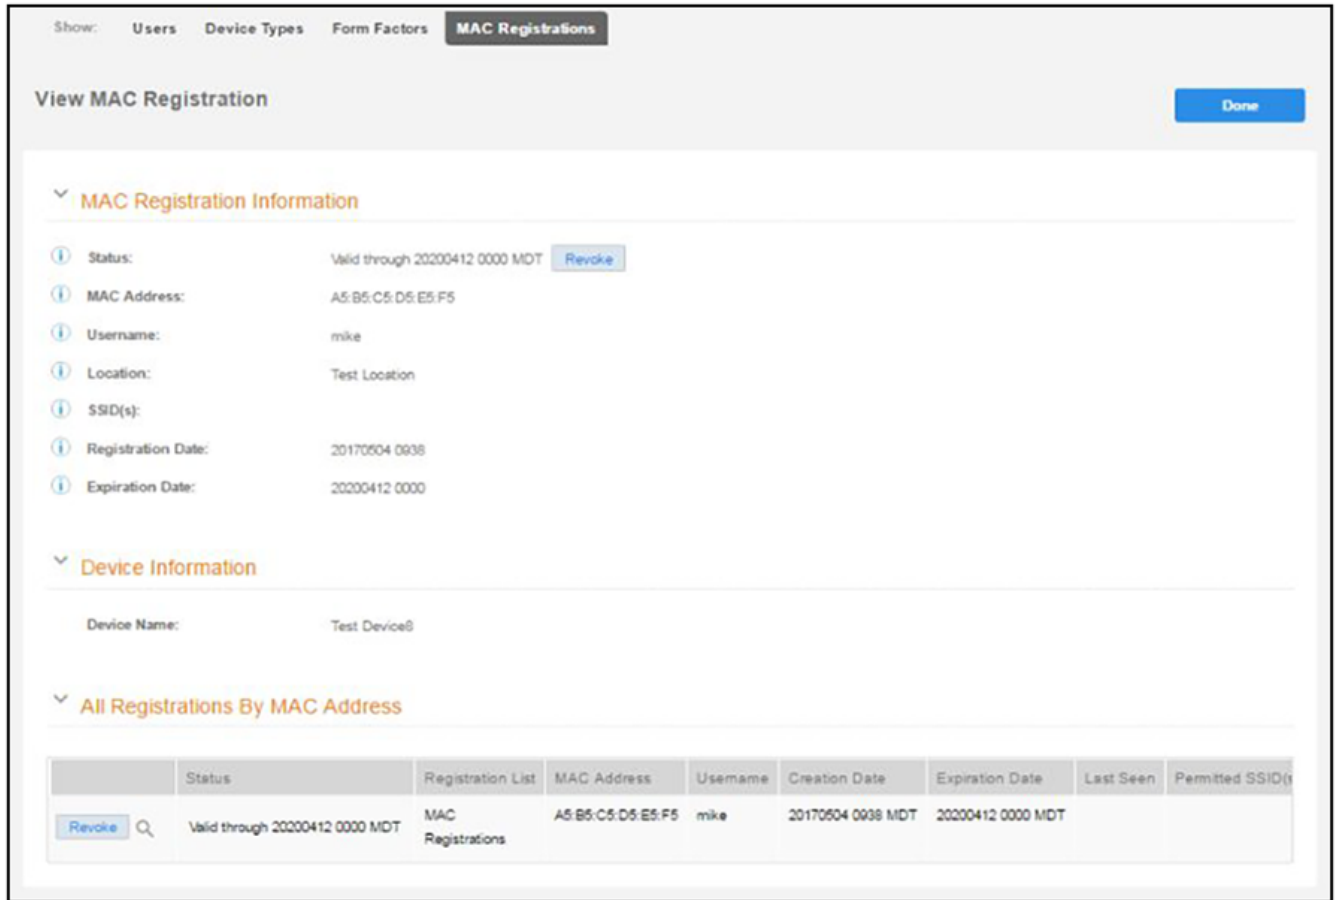 Show: Users Device Types Form Factors MAC Registrations
View MAC Registration
Done
MAC Registration Information
Status: Valid through 20200412 0000 MDT Revoke
MAC Address: A5:B5:C5:D5:E5:F5
Username: mike
Location: Test Location
SSID(s):
Registration Date: 20170504 0938
Expiration Date: 20200412 0000
Device Information
Device Name: Test Device8
All Registrations By MAC Address
Status Registration List MAC Address Username Creation Date Expiration Date Last Seen Permitted SSID(s
Revoke Valid through 20200412 0000 MDT MAC A5:B5:C5:D5:E5:F5 mike 20170504 0938 MDT 20200412 0000 MDT
Registrations